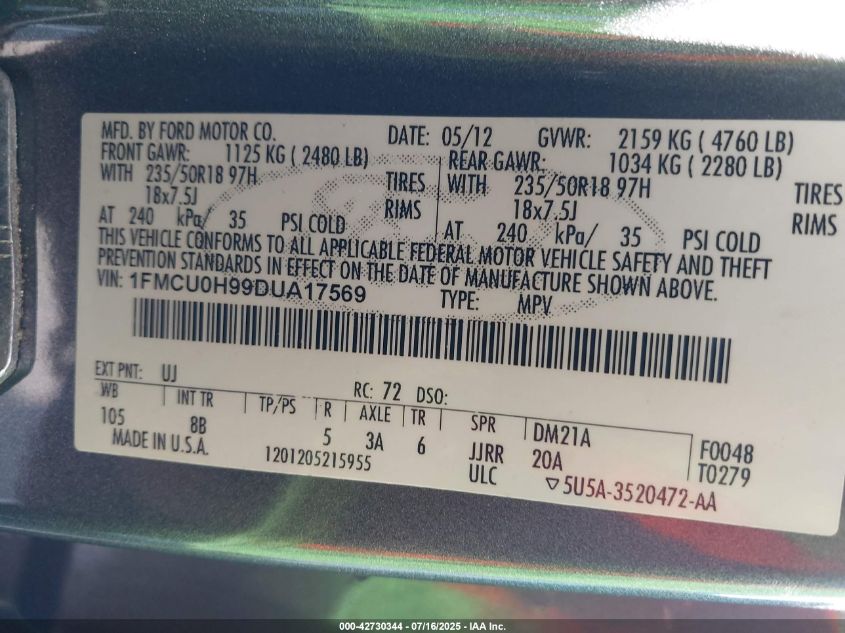 MFD. BY FORD MOTOR CO. DATE: 05/12 GVWR: 2159 KG ( 4760 LB)
FRONT GAWR: 1125 KG ( 2480 LB) REAR GAWR: 1034 KG ( 2280 LB)
WITH 235/50R18 97H TIRES WITH 235/50R18 97H TIRES
18x7.5J RIMS 18x7.5J RIMS
AT 240 kPa/ 35 PSI COLD AT 240 kPa/ 35 PSI COLD
THIS VEHICLE CONFORMS TO ALL APPLICABLE FEDERAL MOTOR VEHICLE SAFETY AND THEFT
PREVENTION STANDARDS IN EFFECT ON THE DATE OF MANUFACTURE SHOWN ABOVE.
VIN: 1FMCU0H99DUA17569 TYPE: MPV
EXT PNT: UJ RC: 72 DSO:
WB INT TR TP/PS R AXLE TR SPR DM21A F0048
105 8B 5 3A 6 JJRR 20A T0279
MADE IN U.S.A. 1201205215955 ULC ▽5U5A-3520472-AA
000-42730344 - 07/16/2025 - IAA Inc.